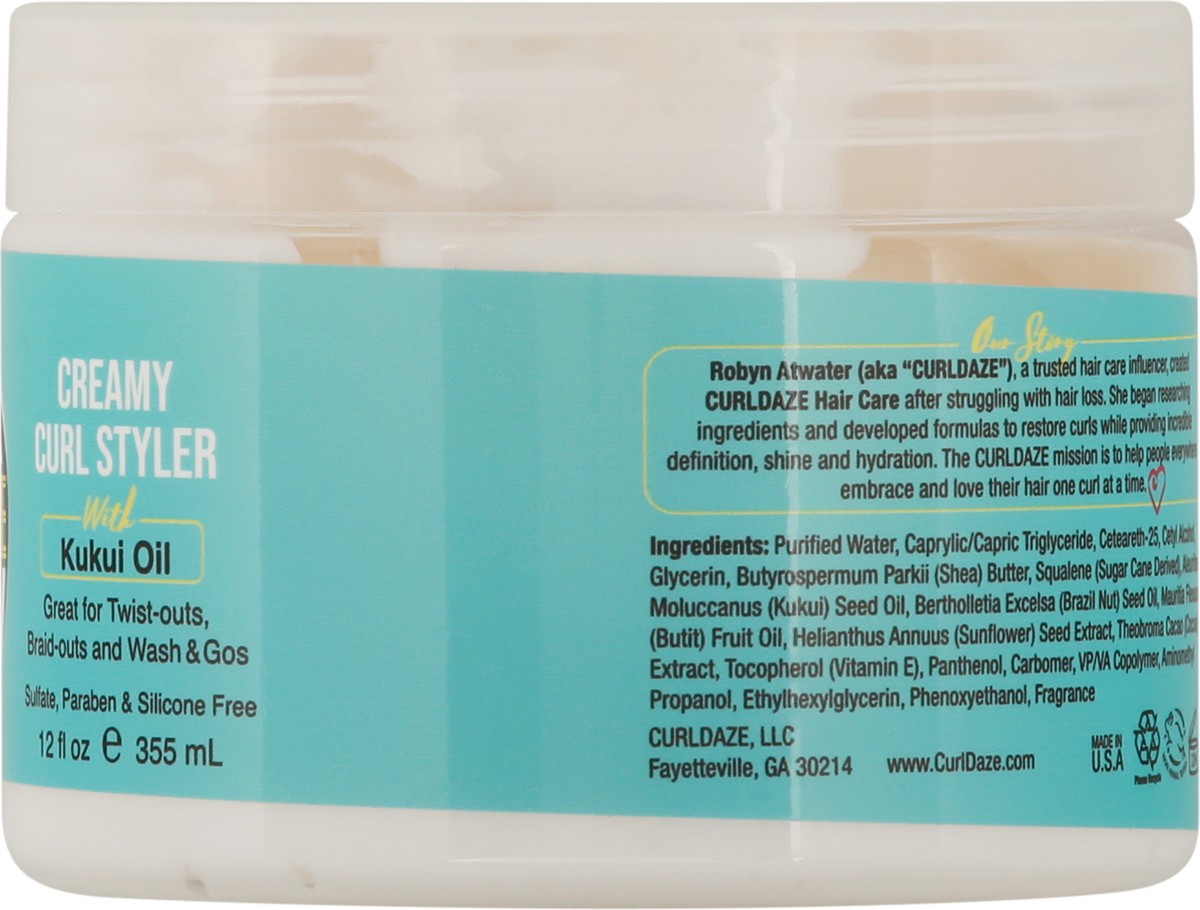 CREAMY
CURL STYLER
With
Kukui Oil
Great for Twist-outs,
Braid-outs and Wash & Gos
Sulfate, Paraben & Silicone Free
12 fl oz e 355 mL
Our Story
Robyn Atwater (aka "CURLDAZE"), a trusted hair care influencer, created
CURLDAZE Hair Care after struggling with hair loss. She began researching
ingredients and developed formulas to restore curls while providing incredible
definition, shine and hydration. The CURLDAZE mission is to help people everywhere
embrace and love their hair one curl at a time.
Ingredients: Purified Water, Caprylic/Capric Triglyceride, Ceteareth-25, Cetyl Alcohol,
Glycerin, Butyrospermum Parkii (Shea) Butter, Squalene (Sugar Cane Derived),
Moluccanus (Kukui) Seed Oil, Bertholletia Excelsa (Brazil Nut) Seed Oil, Mauritia
(Butit) Fruit Oil, Helianthus Annuus (Sunflower) Seed Extract, Theobroma Cacao
Extract, Tocopherol (Vitamin E), Panthenol, Carbomer, VP/VA Copolymer,
Propanol, Ethylhexylglycerin, Phenoxyethanol, Fragrance
CURLDAZE, LLC
Fayetteville, GA 30214 www.CurlDaze.com
MADE IN
U.S.A
Please Recycle